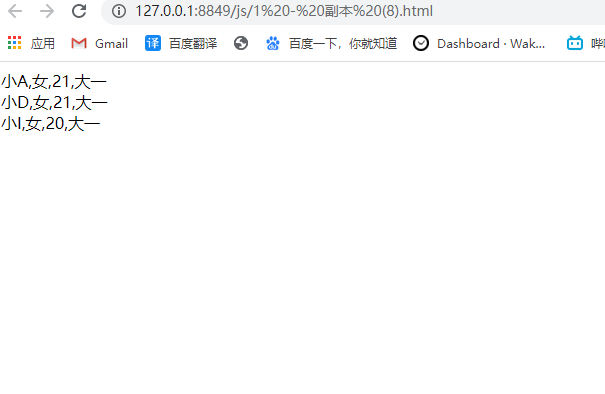 127.0.0.1:8849/js/1%20-%20副本%20(8).html
应用 Gmail 译 百度翻译 百度一下，你就知道 Dashboard · Wak...
小A,女,21,大一
小D,女,21,大一
小I,女,20,大一